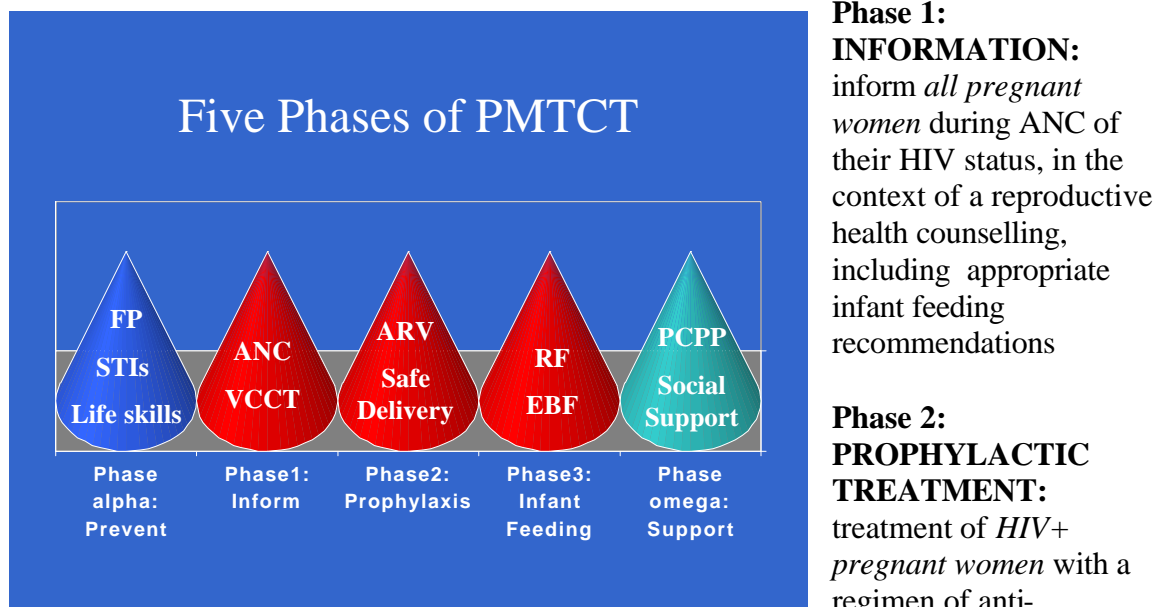 Five Phases of PMTCT
FP
STIs
Life skills
ANC
VCCT
ARV
Safe
Delivery
RF
EBF
PCPP
Social
Support
Phase
alpha:
Prevent
Phase1:
Inform
Phase2:
Prophylaxis
Phase3:
Infant
Feeding
Phase
omega:
Support
Phase 1:
INFORMATION:
inform all pregnant
women during ANC of
their HIV status, in the
context of a reproductive
health counselling,
including appropriate
infant feeding
recommendations
Phase 2:
PROPHYLACTIC
TREATMENT:
treatment of HIV+
pregnant women with a
regimen of anti-